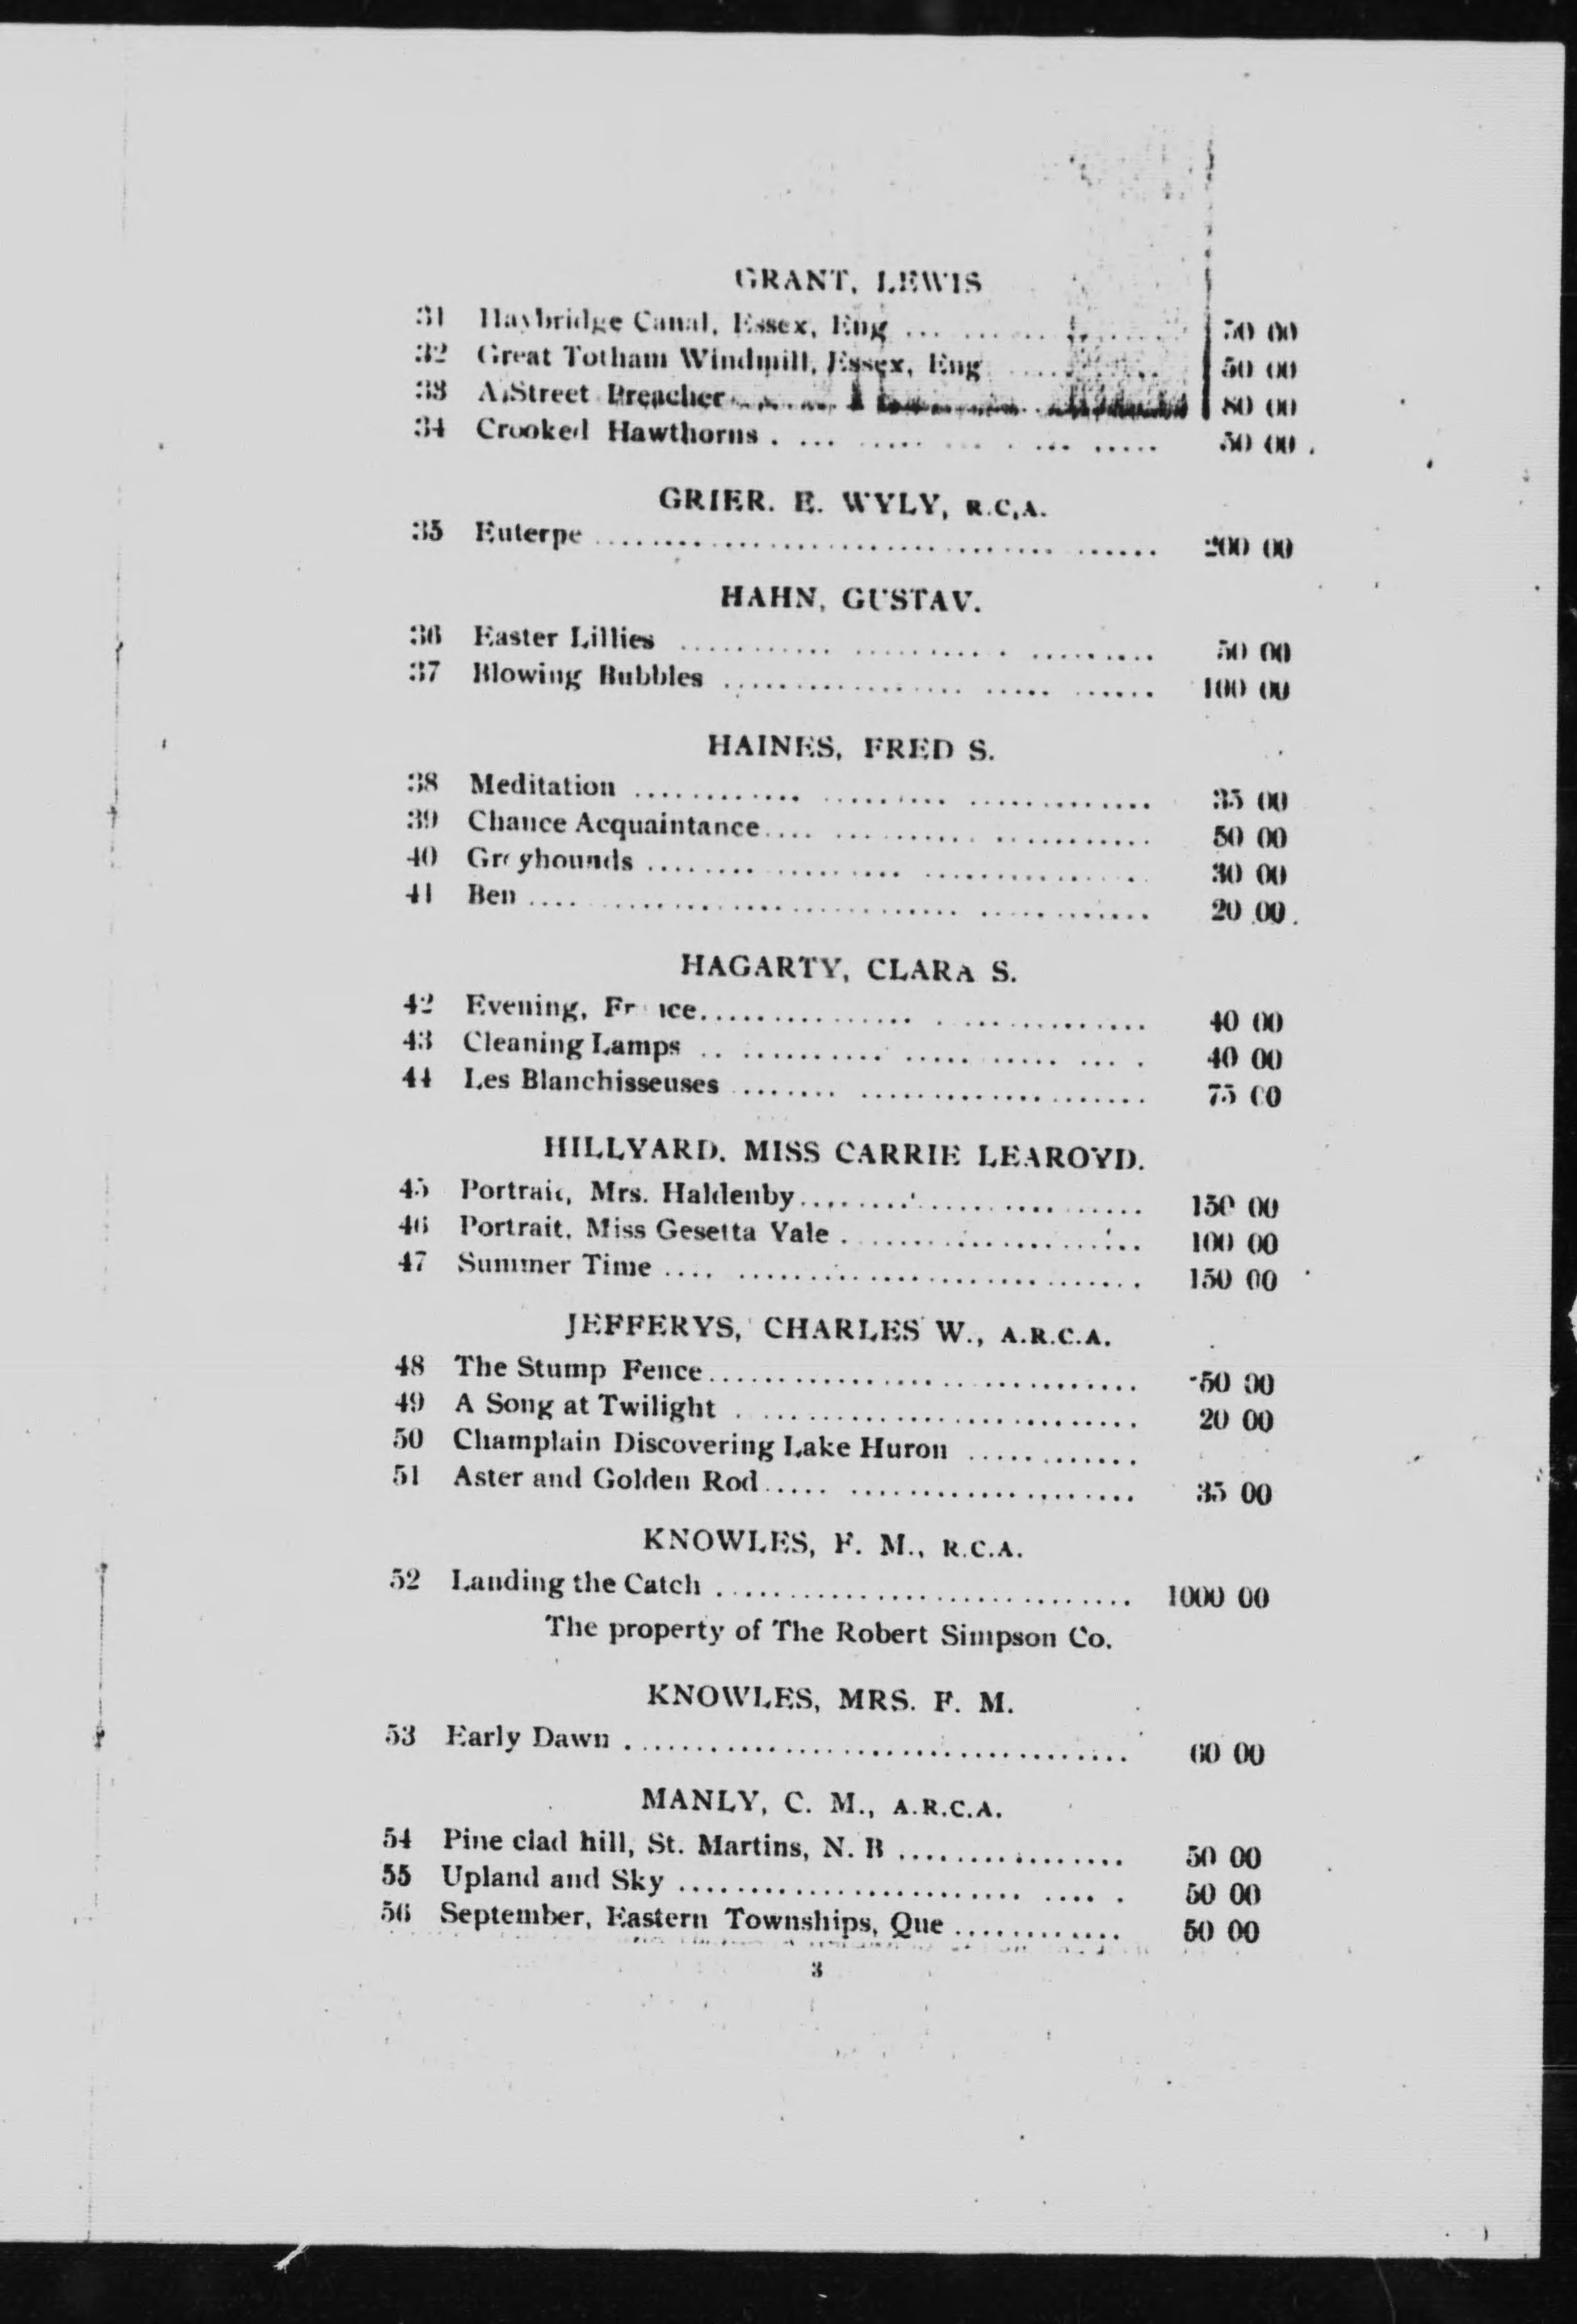 GRANT, LEWIS
31 Haybridge Canal, Essex, Eng ... 50 00
32 Great Totham Windmill, Essex, Eng ... 50 00
33 A Street Preacher ... 80 00
34 Crooked Hawthorns ... 50 00
GRIER. E. WYLY, R.C.A.
35 Euterpe ... 200 00
HAHN, GUSTAV.
36 Easter Lillies ... 50 00
37 Blowing Bubbles ... 100 00
HAINES, FRED S.
38 Meditation ... 35 00
39 Chance Acquaintance ... 50 00
40 Greyhounds ... 30 00
41 Ben ... 20 00
HAGARTY, CLARA S.
42 Evening, France ... 40 00
43 Cleaning Lamps ... 40 00
44 Les Blanchisseuses ... 75 00
HILLYARD. MISS CARRIE LEAROYD.
45 Portrait, Mrs. Haldenby ... 150 00
46 Portrait, Miss Gesetta Vale ... 100 00
47 Summer Time ... 150 00
JEFFERYS, CHARLES W., A.R.C.A.
48 The Stump Fence ... 50 00
49 A Song at Twilight ... 20 00
50 Champlain Discovering Lake Huron ...
51 Aster and Golden Rod ... 35 00
KNOWLES, F. M., R.C.A.
52 Landing the Catch ... 1000 00
The property of The Robert Simpson Co.
KNOWLES, MRS. F. M.
53 Early Dawn ... 60 00
MANLY, C. M., A.R.C.A.
54 Pine clad hill, St. Martins, N. B ... 50 00
55 Upland and Sky ... 50 00
56 September, Eastern Townships, Que ... 50 00
3